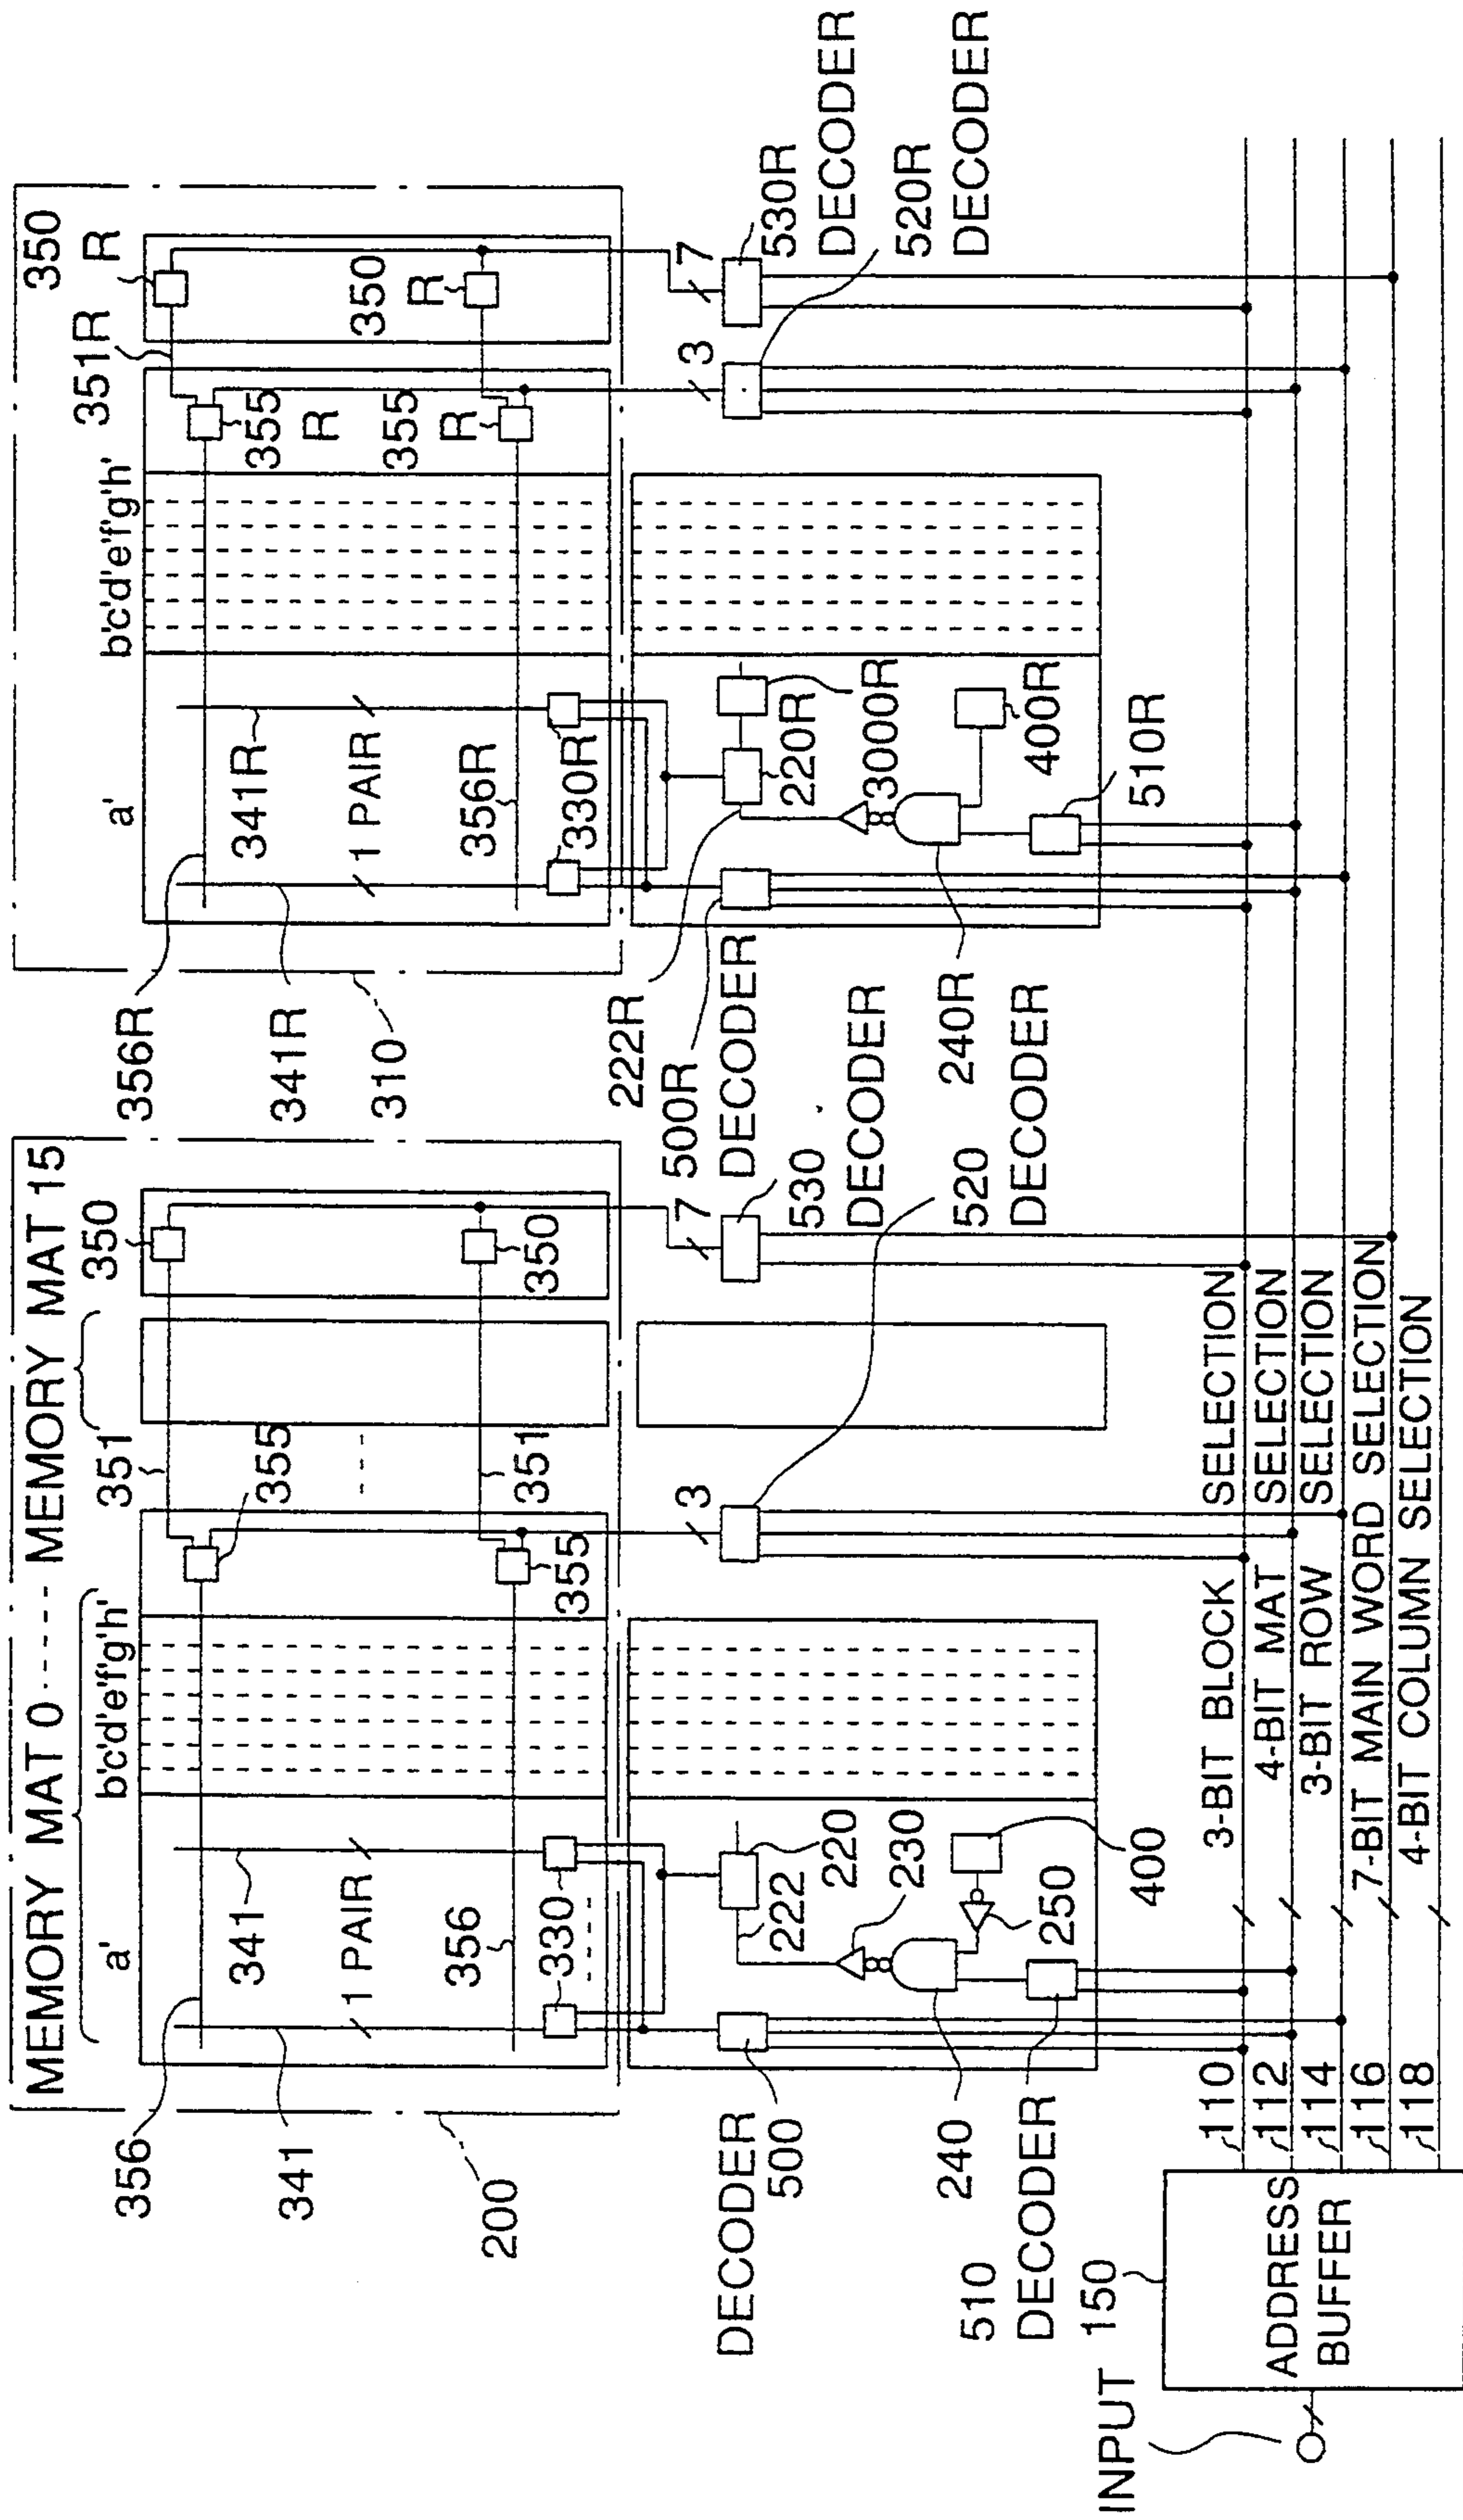 MEMORY MAT 0 ----- MEMORY MAT 15
a'
b'c'd'e'f'g'h'
351
350
356
341
341
1 PAIR
356
330
355
355
351
350
200
DECODER
500
222
220
230
240
250
400
510
DECODER
3
7
530
DECODER
520
DECODER
INPUT
150
ADDRESS
BUFFER
110
112
114
116
118
3-BIT BLOCK SELECTION
4-BIT MAT SELECTION
3-BIT ROW SELECTION
7-BIT MAIN WORD SELECTION
4-BIT COLUMN SELECTION
a'
b'c'd'e'f'g'h'
351R
350
R
356R
341R
310
341R
1 PAIR
356R
330R
355
R
355
R
350
R
222R
500R
DECODER
220R
3000R
240R
400R
510R
3
7
530R
DECODER
520R
DECODER